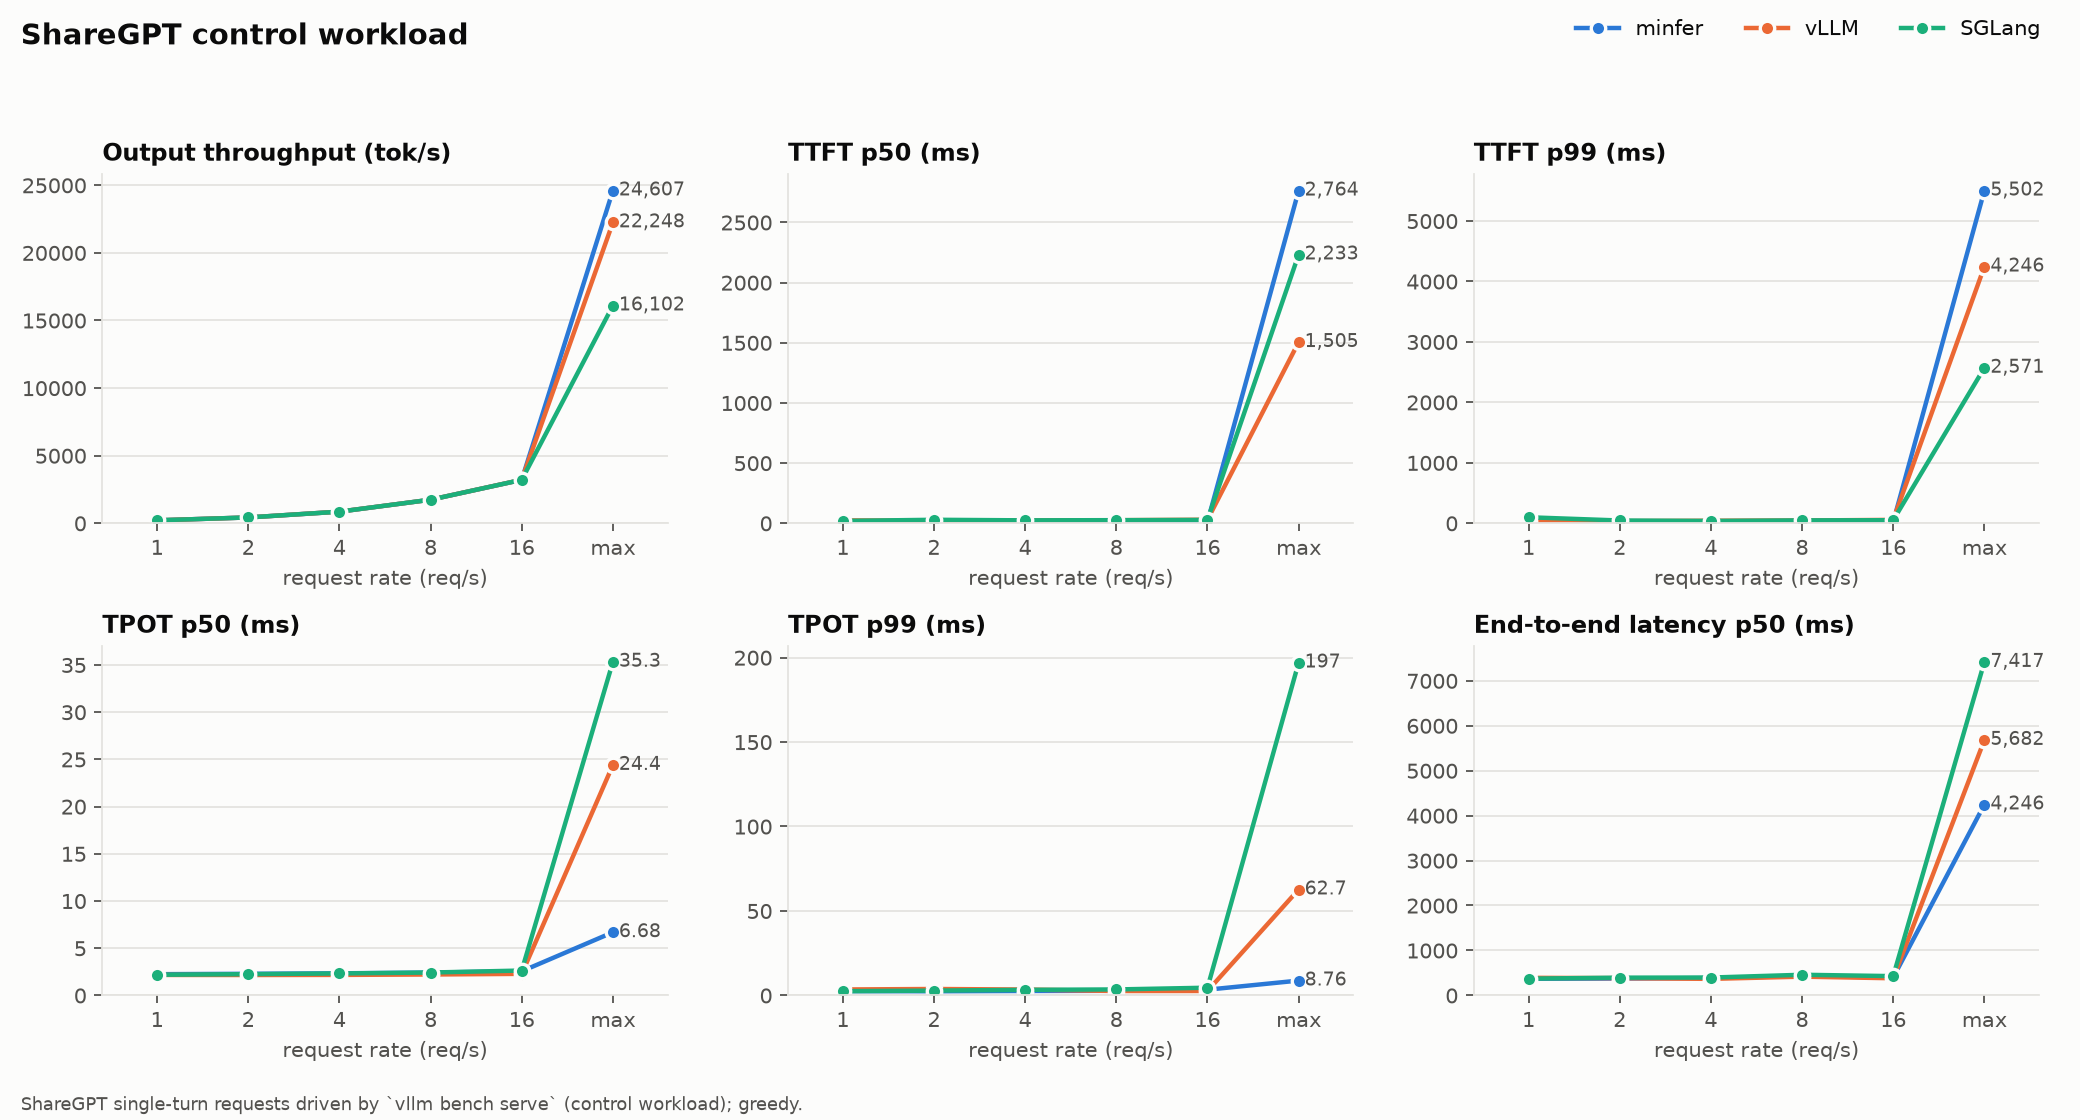 ShareGPT control workload
minfer
vLLM
SGLang
Output throughput (tok/s)
25000
20000
15000
10000
5000
0
24,607
22,248
16,102
1 2 4 8 16 max
request rate (req/s)
TTFT p50 (ms)
2500
2000
1500
1000
500
0
2,764
2,233
1,505
1 2 4 8 16 max
request rate (req/s)
TTFT p99 (ms)
5000
4000
3000
2000
1000
0
5,502
4,246
2,571
1 2 4 8 16 max
request rate (req/s)
TPOT p50 (ms)
35
30
25
20
15
10
5
0
35.3
24.4
6.68
1 2 4 8 16 max
request rate (req/s)
TPOT p99 (ms)
200
150
100
50
0
197
62.7
8.76
1 2 4 8 16 max
request rate (req/s)
End-to-end latency p50 (ms)
7000
6000
5000
4000
3000
2000
1000
0
7,417
5,682
4,246
1 2 4 8 16 max
request rate (req/s)
ShareGPT single-turn requests driven by `vllm bench serve` (control workload); greedy.